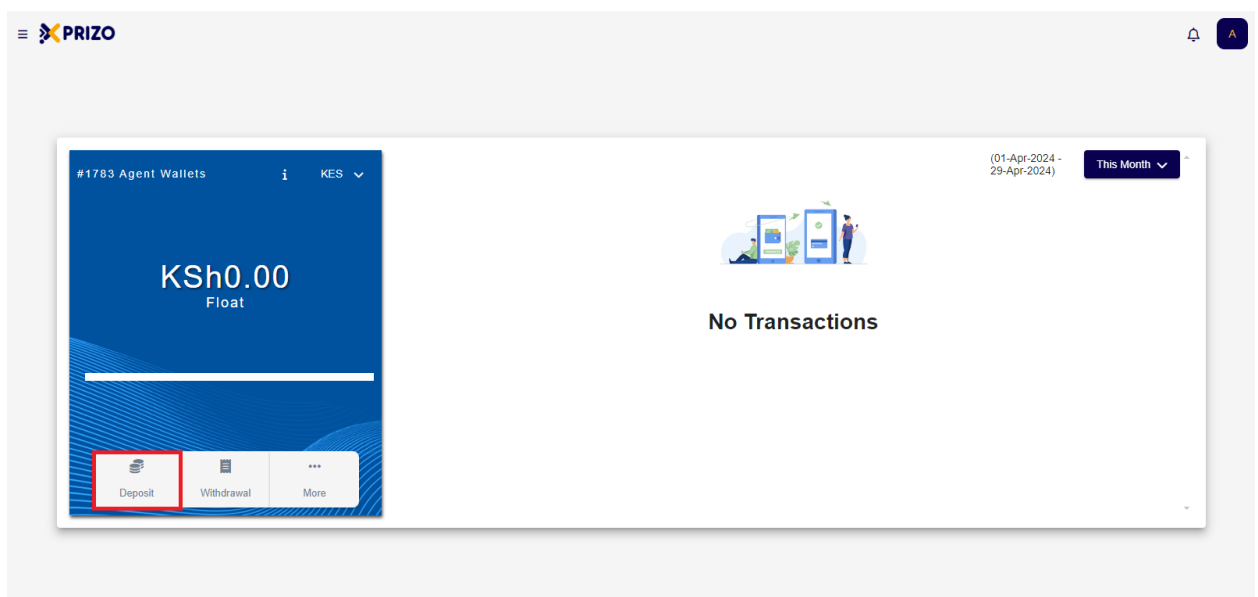 PRIZO
A
#1783 Agent Wallets i KES
KSh0.00
Float
Deposit Withdrawal More
(01-Apr-2024 -
29-Apr-2024)
This Month
No Transactions